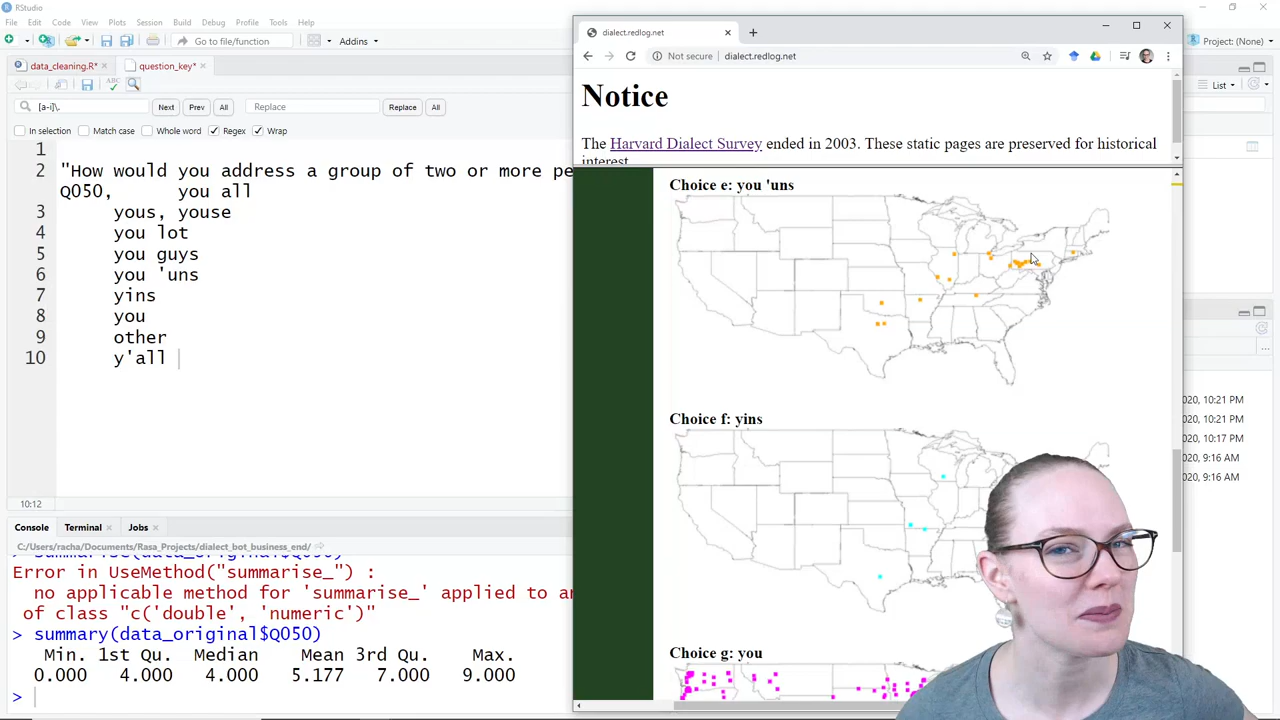 RStudio
File Edit Code View Plots Session Build Debug Profile Tools Help
Go to file/function
Addins
Project: (None)
data_cleaning.R*
question_key*
[a-i]\,
Next
Prev
All
Replace
Replace
All
In selection
Match case
Whole word
Regex
Wrap
1
2 "How would you address a group of two or more pe
Q050, you all
3 yous, youse
4 you lot
5 you guys
6 you 'uns
7 yins
8 you
9 other
10 y'all
10:12
Console Terminal Jobs
C:/Users/racha/Documents/Rasa_Projects/dialect_bot_business_end/
> summarise(data_original$Q050)
Error in UseMethod("summarise_") :
no applicable method for 'summarise_' applied to an
of class "c('double', 'numeric')"
> summary(data_original$Q050)
Min. 1st Qu. Median Mean 3rd Qu. Max.
0.000 4.000 4.000 5.177 7.000 9.000
>
dialect.redlog.net
Not secure
dialect.redlog.net
Notice
The Harvard Dialect Survey ended in 2003. These static pages are preserved for historical
interest.
Choice e: you 'uns
Choice f: yins
Choice g: you
List
020, 10:21 PM
020, 10:21 PM
020, 10:17 PM
020, 9:16 AM
020, 9:16 AM